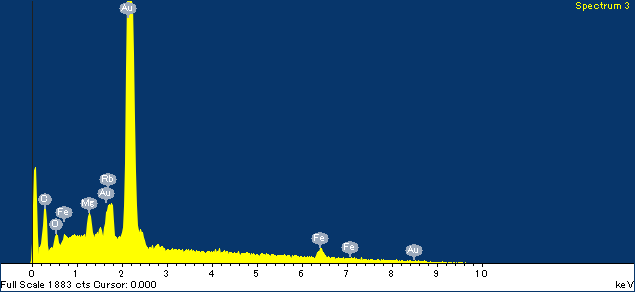 Spectrum 3
Au
Rb
Au
C
Mg
Fe
O
Fe
Fe
Au
0 1 2 3 4 5 6 7 8 9 10
Full Scale 1883 cts Cursor: 0.000 keV